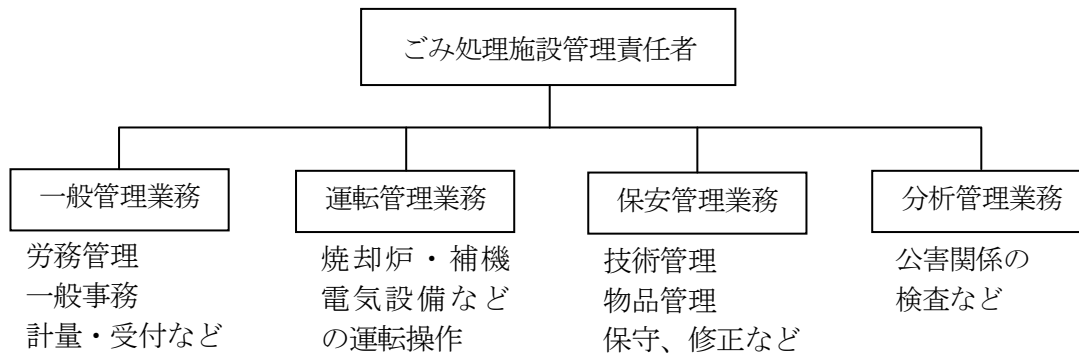 ごみ処理施設管理責任者
一般管理業務
労務管理
一般事務
計量・受付など
運転管理業務
焼却炉・補機
電気設備など
の運転操作
保安管理業務
技術管理
物品管理
保守、修正など
分析管理業務
公害関係の
検査など